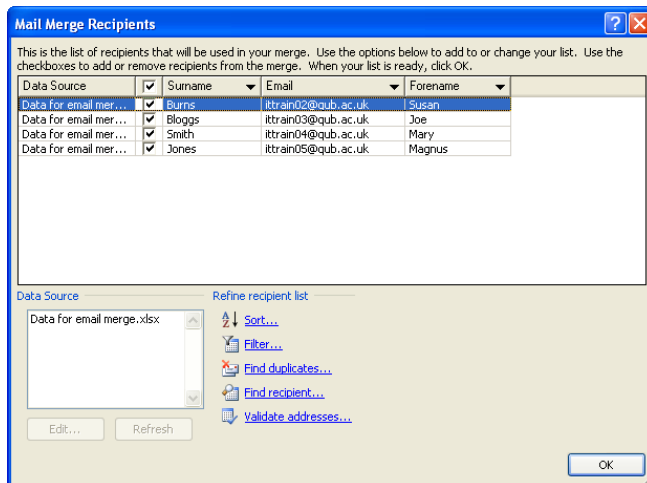 Mail Merge Recipients
This is the list of recipients that will be used in your merge. Use the options below to add to or change your list. Use the
checkboxes to add or remove recipients from the merge. When your list is ready, click OK.
Data Source Surname Email Forename
Data for email mer... Burns ittrain02@qub.ac.uk Susan
Data for email mer... Bloggs ittrain03@qub.ac.uk Joe
Data for email mer... Smith ittrain04@qub.ac.uk Mary
Data for email mer... Jones ittrain05@qub.ac.uk Magnus
Data Source Refine recipient list
Data for email merge.xlsx
Sort...
Filter...
Find duplicates...
Find recipient...
Validate addresses...
Edit... Refresh
OK